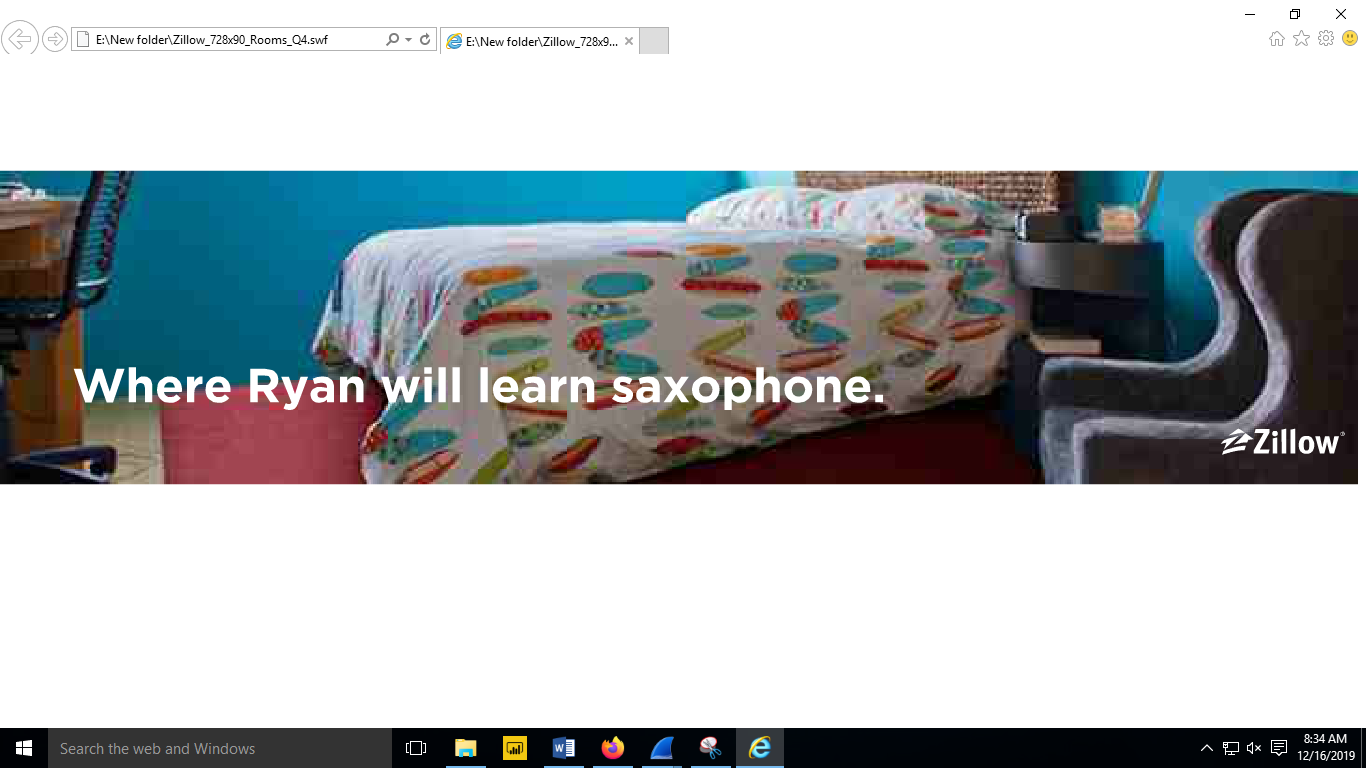 E:\New folder\Zillow_728x90_Rooms_Q4.swf
E:\New folder\Zillow_728x9...
Where Ryan will learn saxophone.
Zillow®
Search the web and Windows
8:34 AM
12/16/2019